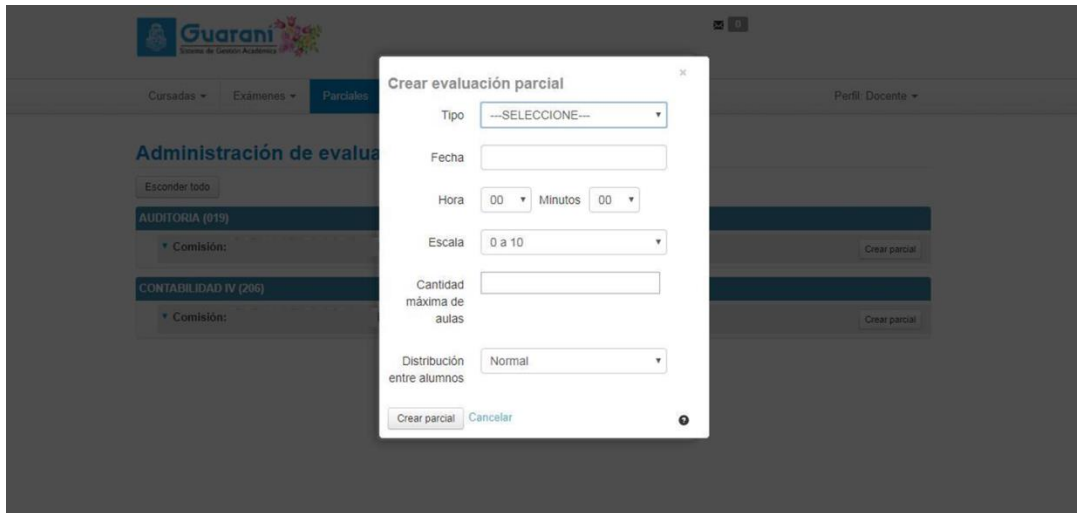 Guaraní
Sistema de Gestión Académica
0
Cursadas
Exámenes
Parciales
Perfil: Docente
Administración de evalua
Esconder todo
AUDITORIA (019)
Comisión:
Crear parcial
CONTABILIDAD IV (206)
Comisión:
Crear parcial
Crear evaluación parcial
×
Tipo
---SELECCIONE---
Fecha
Hora
00
Minutos
00
Escala
0 a 10
Cantidad
máxima de
aulas
Distribución
entre alumnos
Normal
Crear parcial
Cancelar
?